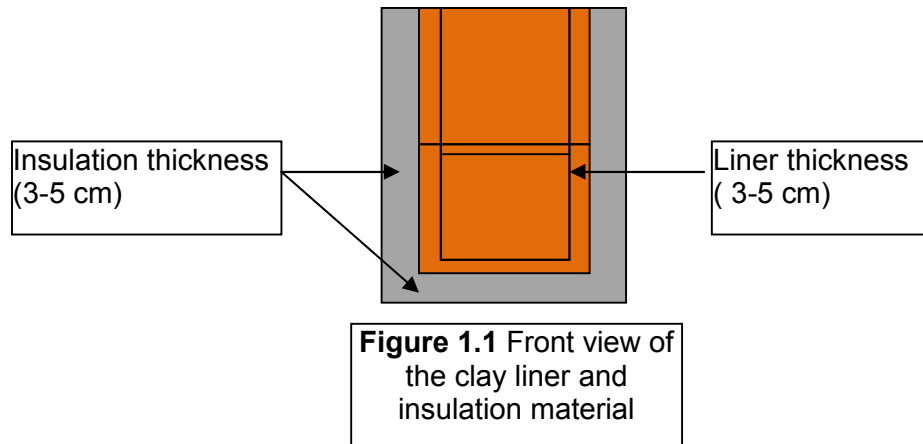 Insulation thickness
(3-5 cm)
Liner thickness
( 3-5 cm)
Figure 1.1 Front view of
the clay liner and
insulation material